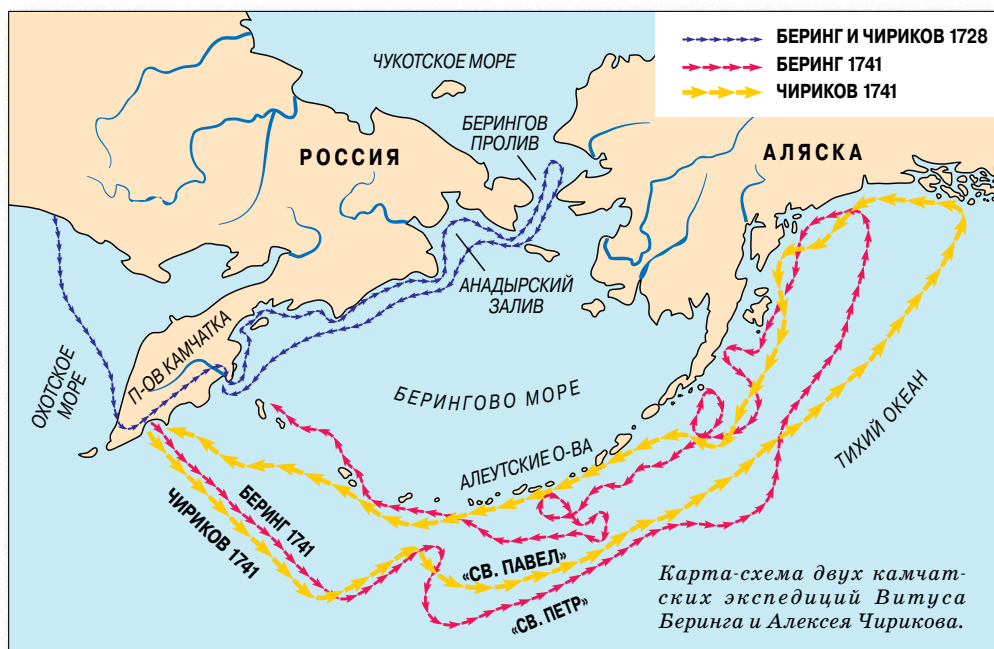 БЕРИНГ И ЧИРИКОВ 1728
БЕРИНГ 1741
ЧИРИКОВ 1741
ЧУКОТСКОЕ МОРЕ
БЕРИНГОВ
ПРОЛИВ
РОССИЯ
АЛЯСКА
АНАДЫРСКИЙ
ЗАЛИВ
П-ОВ КАМЧАТКА
ОХОТСКОЕ
МОРЕ
БЕРИНГОВО МОРЕ
ТИХИЙ ОКЕАН
АЛЕУТСКИЕ О-ВА
БЕРИНГ 1741
ЧИРИКОВ 1741
«СВ. ПАВЕЛ»
«СВ. ПЕТР»
Карта-схема двух камчат-
ских экспедиций Витуса
Беринга и Алексея Чирикова.